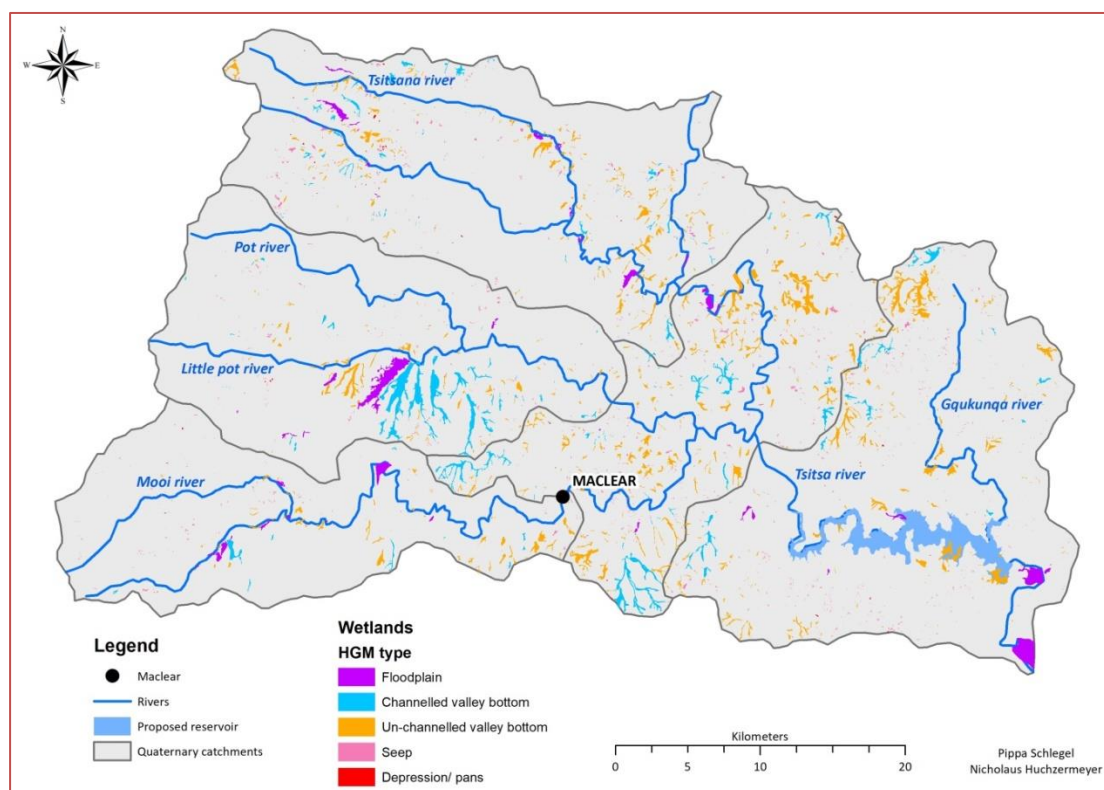 N
W E
S
Tsitsana river
Pot river
Little pot river
Gqukunqa river
Mooi river
MACLEAR
Tsitsa river
Legend
Maclear
Rivers
Proposed reservoir
Quaternary catchments
Wetlands
HGM type
Floodplain
Channelled valley bottom
Un-channelled valley bottom
Seep
Depression/ pans
Kilometers
0 5 10 20
Pippa Schlegel
Nicholaus Huchzermeyer